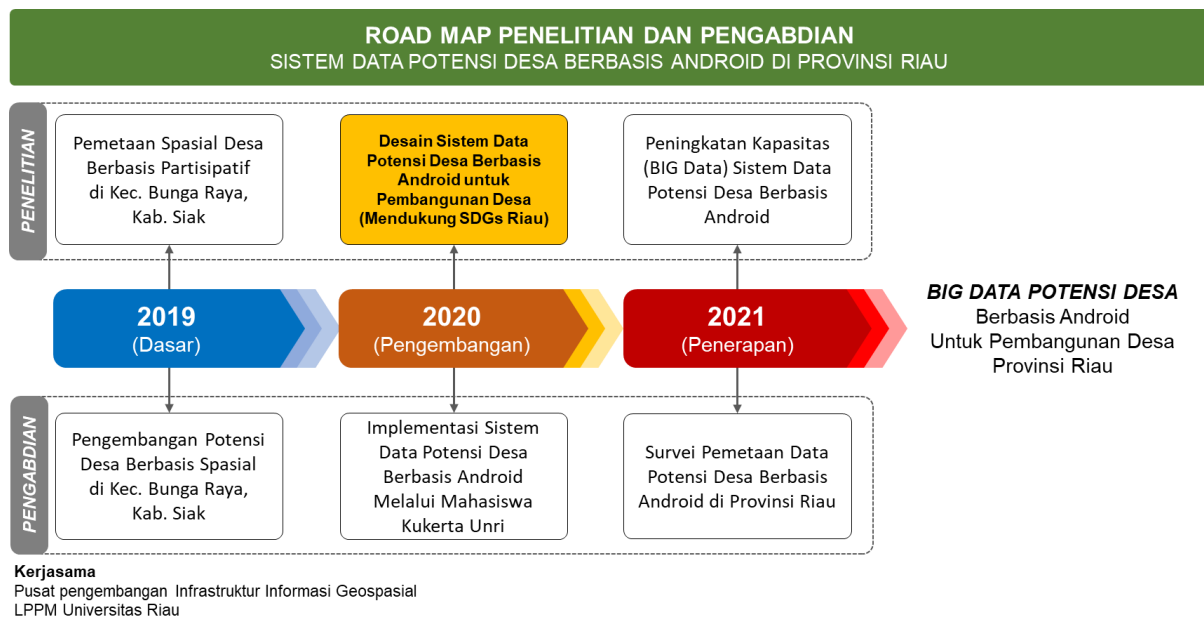 ROAD MAP PENELITIAN DAN PENGABDIAN
SISTEM DATA POTENSI DESA BERBASIS ANDROID DI PROVINSI RIAU
PENELITIAN
Pemetaan Spasial Desa
Berbasis Partisipatif
di Kec. Bunga Raya,
Kab. Siak
Desain Sistem Data
Potensi Desa Berbasis
Android untuk
Pembangunan Desa
(Mendukung SDGs Riau)
Peningkatan Kapasitas
(BIG Data) Sistem Data
Potensi Desa Berbasis
Android
2019
(Dasar)
2020
(Pengembangan)
2021
(Penerapan)
BIG DATA POTENSI DESA
Berbasis Android
Untuk Pembangunan Desa
Provinsi Riau
PENGABDIAN
Pengembangan Potensi
Desa Berbasis Spasial
di Kec. Bunga Raya,
Kab. Siak
Implementasi Sistem
Data Potensi Desa
Berbasis Android
Melalui Mahasiswa
Kukerta Unri
Survei Pemetaan Data
Potensi Desa Berbasis
Android di Provinsi Riau
Kerjasama
Pusat pengembangan Infrastruktur Informasi Geospasial
LPPM Universitas Riau